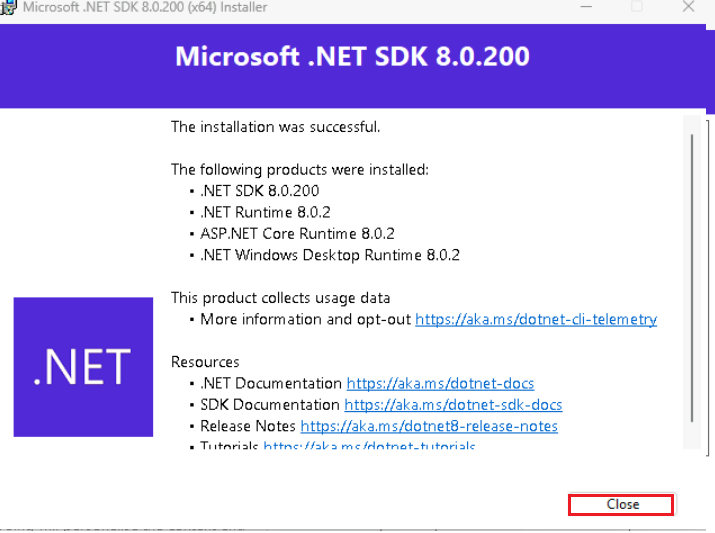 Microsoft .NET SDK 8.0.200 (x64) Installer
Microsoft .NET SDK 8.0.200
The installation was successful.
The following products were installed:
• .NET SDK 8.0.200
• .NET Runtime 8.0.2
• ASP.NET Core Runtime 8.0.2
• .NET Windows Desktop Runtime 8.0.2
This product collects usage data
• More information and opt-out https://aka.ms/dotnet-cli-telemetry
.NET
Resources
• .NET Documentation https://aka.ms/dotnet-docs
• SDK Documentation https://aka.ms/dotnet-sdk-docs
• Release Notes https://aka.ms/dotnet8-release-notes
• Tutorials https://aka.ms/dotnet-tutorials
Close